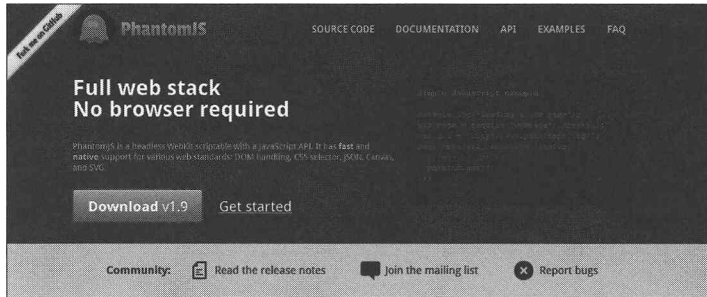 Fork me on GitHub
PhantomJS
SOURCE CODE DOCUMENTATION API EXAMPLES FAQ
Full web stack
No browser required
Simple Javascript example
PhantomJS is a headless WebKit scriptable with a JavaScript API. It has fast and
native support for various web standards: DOM handling, CSS selector, JSON, Canvas,
and SVG.
Download v1.9 Get started
Community: Read the release notes Join the mailing list Report bugs